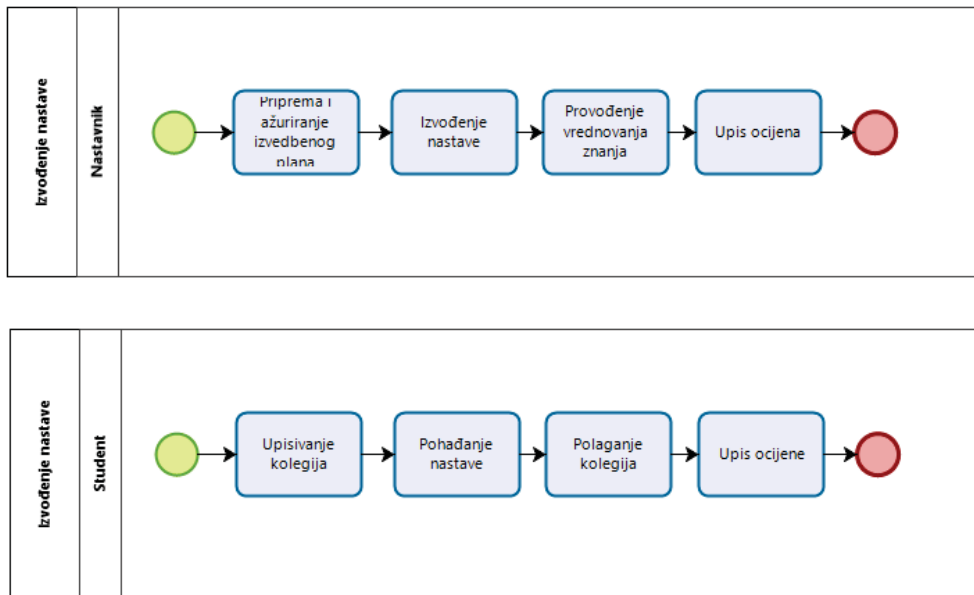 Izvođenje nastave
Nastavnik
Priprema i
ažuriranje
izvedbenog
plana
Izvođenje
nastave
Provođenje
vrednovanja
znanja
Upis ocijena
Izvođenje nastave
Student
Upisivanje
kolegija
Pohađanje
nastave
Polaganje
kolegija
Upis ocijene